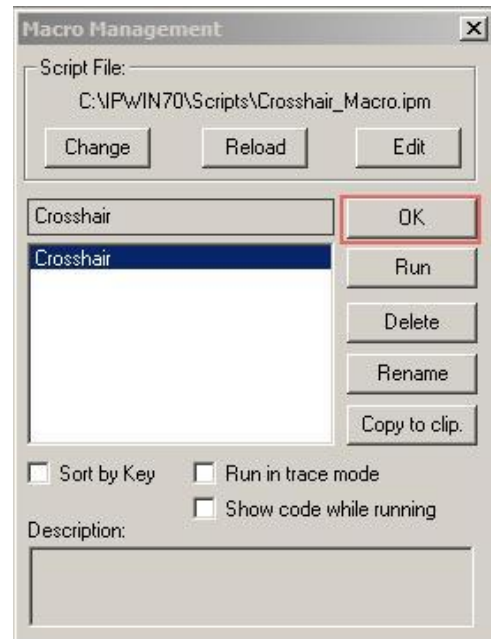 Macro Management
Script File:
C:\IPWIN70\Scripts\Crosshair_Macro.ipm
Change Reload Edit
Crosshair OK
Crosshair
Run
Delete
Rename
Copy to clip.
Sort by Key Run in trace mode
Show code while running
Description: